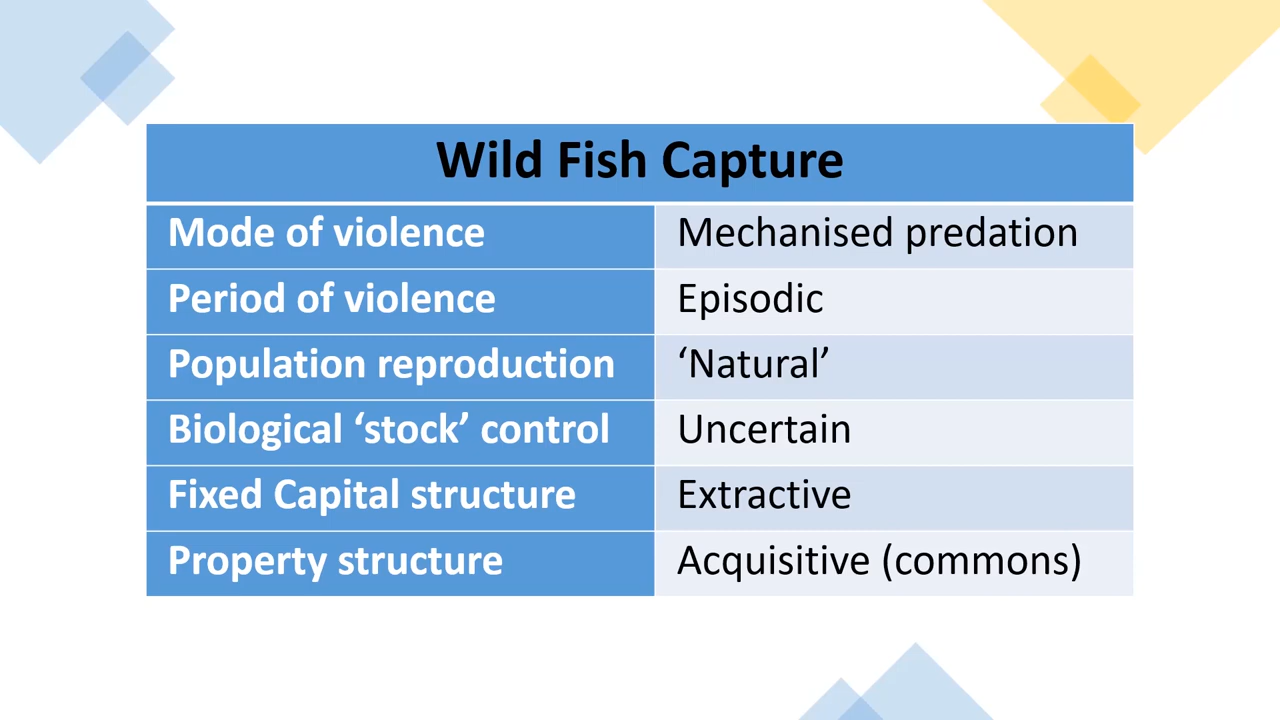 Wild Fish Capture
Mode of violence Mechanised predation
Period of violence Episodic
Population reproduction ‘Natural’
Biological ‘stock’ control Uncertain
Fixed Capital structure Extractive
Property structure Acquisitive (commons)